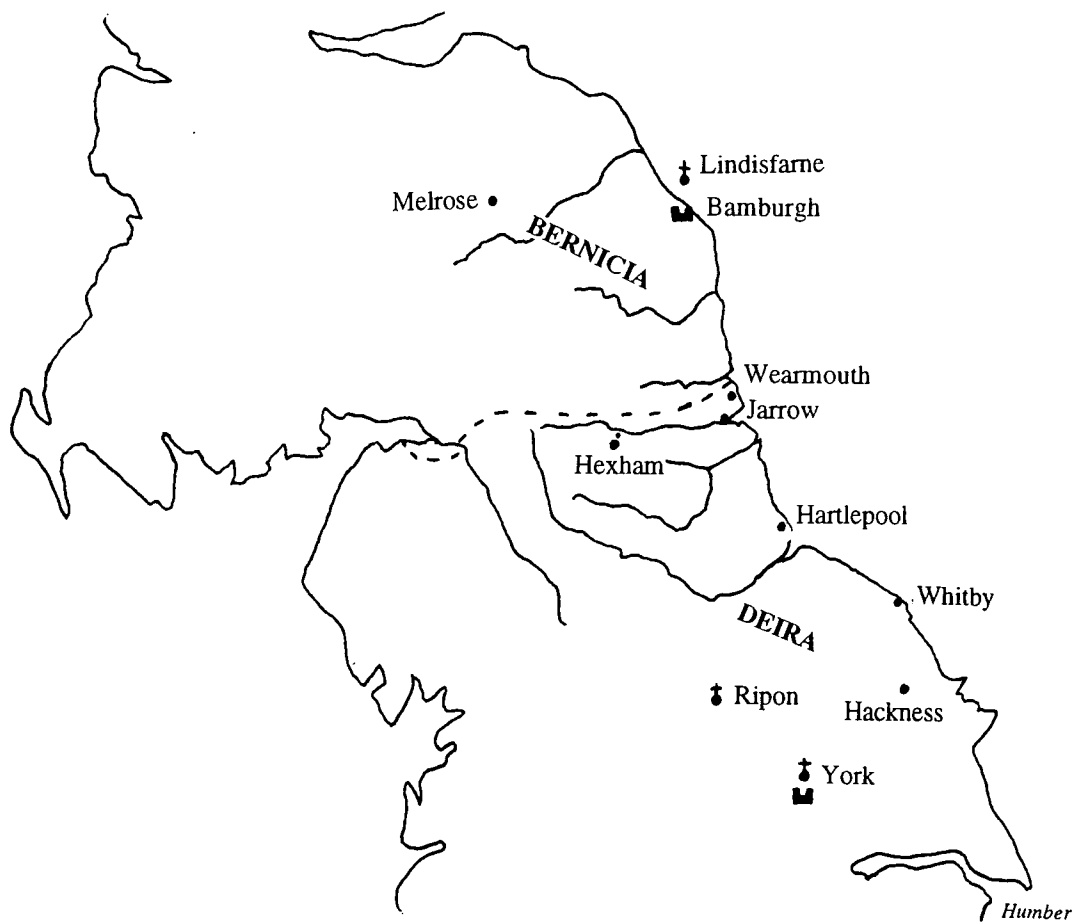 Lindisfarne
Melrose
Bamburgh
BERNICIA
Wearmouth
Jarrow
Hexham
Hartlepool
Whitby
DEIRA
Ripon
Hackness
York
Humber